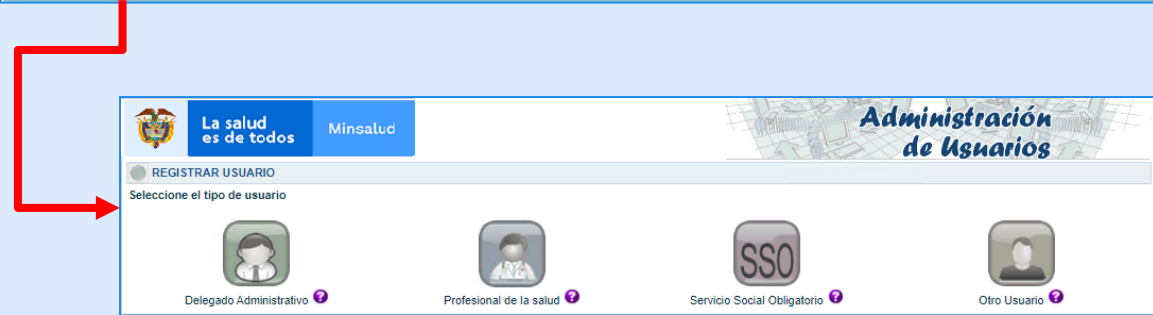 La salud
es de todos
Minsalud
Administración
de Usuarios
REGISTRAR USUARIO
Seleccione el tipo de usuario
SSO
Delegado Administrativo ?
Profesional de la salud ?
Servicio Social Obligatorio ?
Otro Usuario ?